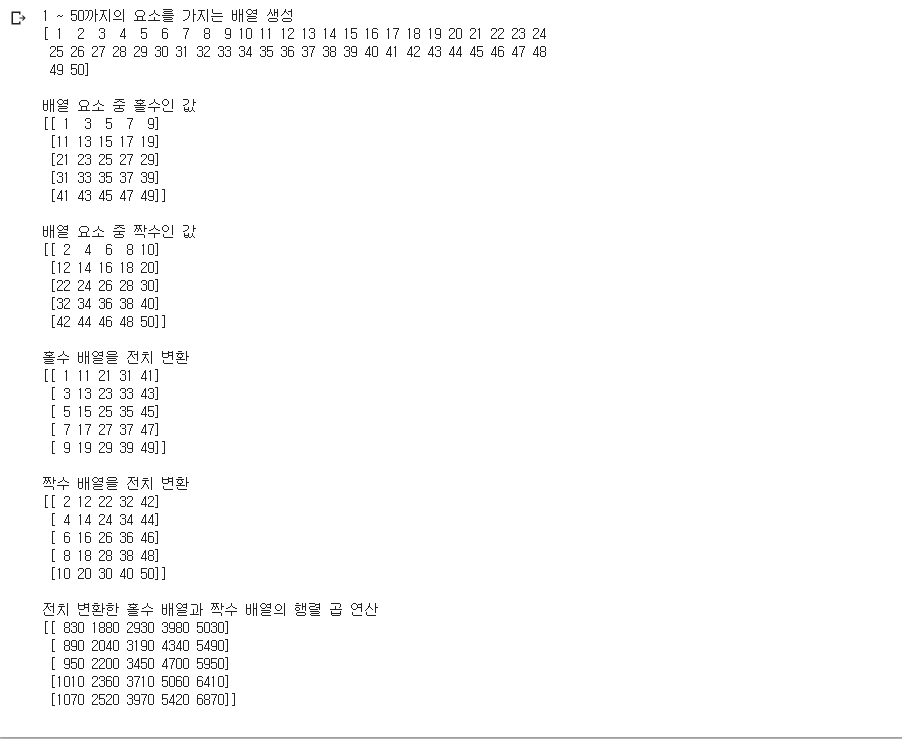 1 ~ 50까지의 요소를 가지는 배열 생성
[ 1  2  3  4  5  6  7  8  9 10 11 12 13 14 15 16 17 18 19 20 21 22 23 24
 25 26 27 28 29 30 31 32 33 34 35 36 37 38 39 40 41 42 43 44 45 46 47 48
 49 50]
배열 요소 중 홀수인 값
[[ 1  3  5  7  9]
 [11 13 15 17 19]
 [21 23 25 27 29]
 [31 33 35 37 39]
 [41 43 45 47 49]]
배열 요소 중 짝수인 값
[[ 2  4  6  8 10]
 [12 14 16 18 20]
 [22 24 26 28 30]
 [32 34 36 38 40]
 [42 44 46 48 50]]
홀수 배열을 전치 변환
[[ 1 11 21 31 41]
 [ 3 13 23 33 43]
 [ 5 15 25 35 45]
 [ 7 17 27 37 47]
 [ 9 19 29 39 49]]
짝수 배열을 전치 변환
[[ 2 12 22 32 42]
 [ 4 14 24 34 44]
 [ 6 16 26 36 46]
 [ 8 18 28 38 48]
 [10 20 30 40 50]]
전치 변환한 홀수 배열과 짝수 배열의 행렬 곱 연산
[[ 830 1880 2930 3980 5030]
 [ 890 2040 3190 4340 5490]
 [ 950 2200 3450 4700 5950]
 [1010 2360 3710 5060 6410]
 [1070 2520 3970 5420 6870]]